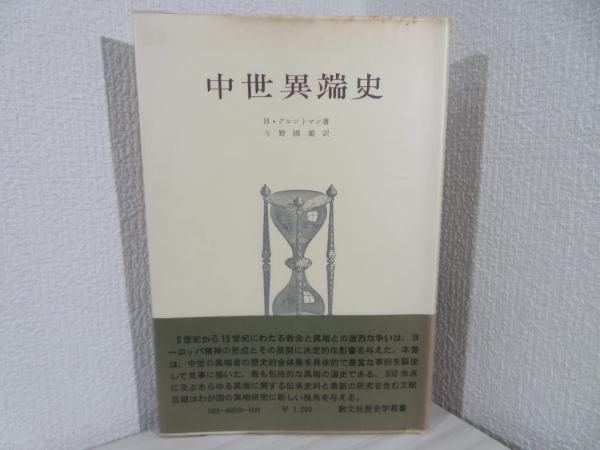 中世異端史
H・グルントマン著
今野國雄訳
6世紀から15世紀にわたる教会と異端との激烈な争いは、ヨ
ーロッパ精神の形成とその展開に決定的な影響を与えた。本書
は、中世の異端者の歴史的全体像を具体的で豊富な事例を駆使
して見事に描いた、最も包括的な異端の通史である。300余点
に及ぶあらゆる異端に関する伝承史料と最新の研究を含む文献
目録はわが国の異端研究に新しい視角を与える。
￥1,200
創文社歴史学叢書